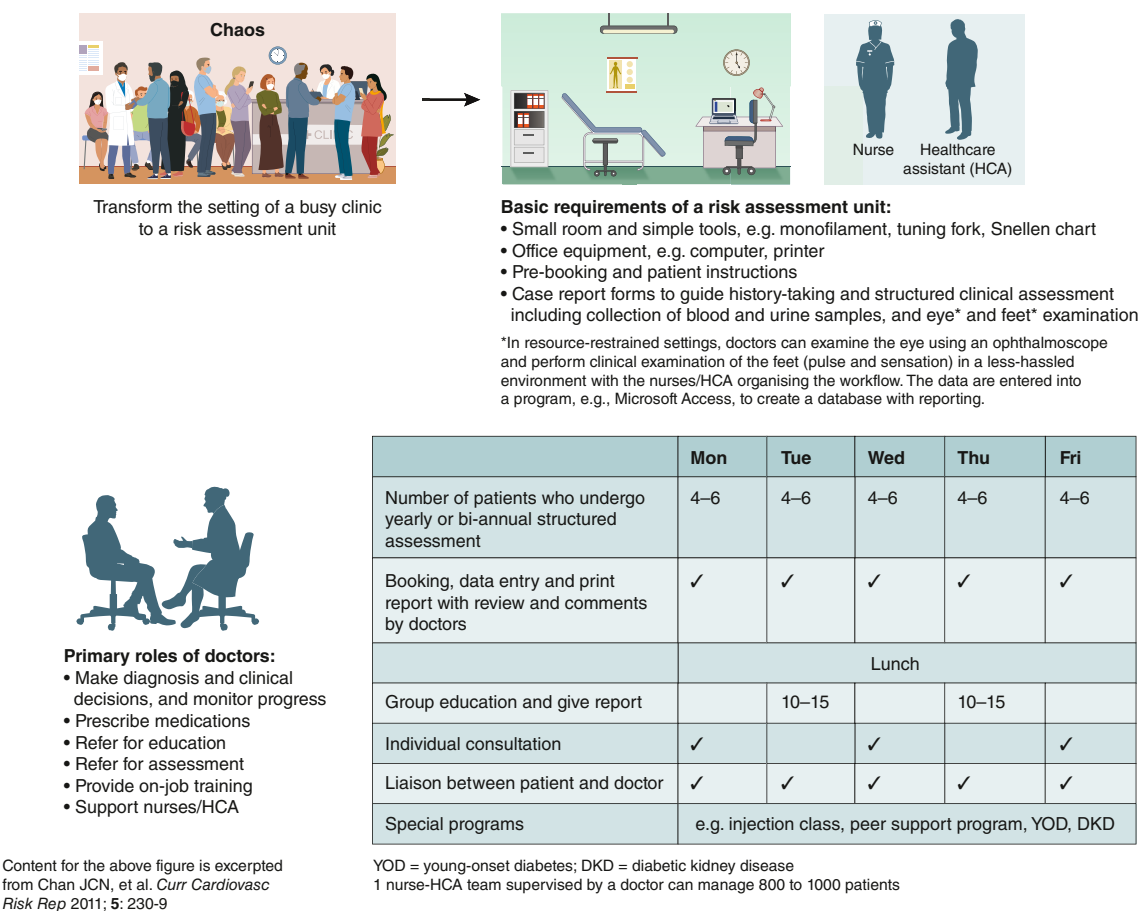 Chaos
CLINIC
Transform the setting of a busy clinic
to a risk assessment unit
Nurse
Healthcare
assistant (HCA)
Basic requirements of a risk assessment unit:
• Small room and simple tools, e.g. monofilament, tuning fork, Snellen chart
• Office equipment, e.g. computer, printer
• Pre-booking and patient instructions
• Case report forms to guide history-taking and structured clinical assessment
including collection of blood and urine samples, and eye* and feet* examination
*In resource-restrained settings, doctors can examine the eye using an ophthalmoscope
and perform clinical examination of the feet (pulse and sensation) in a less-hassled
environment with the nurses/HCA organising the workflow. The data are entered into
a program, e.g., Microsoft Access, to create a database with reporting.
Primary roles of doctors:
• Make diagnosis and clinical
decisions, and monitor progress
• Prescribe medications
• Refer for education
• Refer for assessment
• Provide on-job training
• Support nurses/HCA
Mon Tue Wed Thu Fri
Number of patients who undergo
yearly or bi-annual structured
assessment
4–6 4–6 4–6 4–6 4–6
Booking, data entry and print
report with review and comments
by doctors
✓ ✓ ✓ ✓ ✓
Lunch
Group education and give report 10–15 10–15
Individual consultation ✓ ✓ ✓
Liaison between patient and doctor ✓ ✓ ✓ ✓ ✓
Special programs e.g. injection class, peer support program, YOD, DKD
YOD = young-onset diabetes; DKD = diabetic kidney disease
1 nurse-HCA team supervised by a doctor can manage 800 to 1000 patients
Content for the above figure is excerpted
from Chan JCN, et al. Curr Cardiovasc
Risk Rep 2011; 5: 230-9